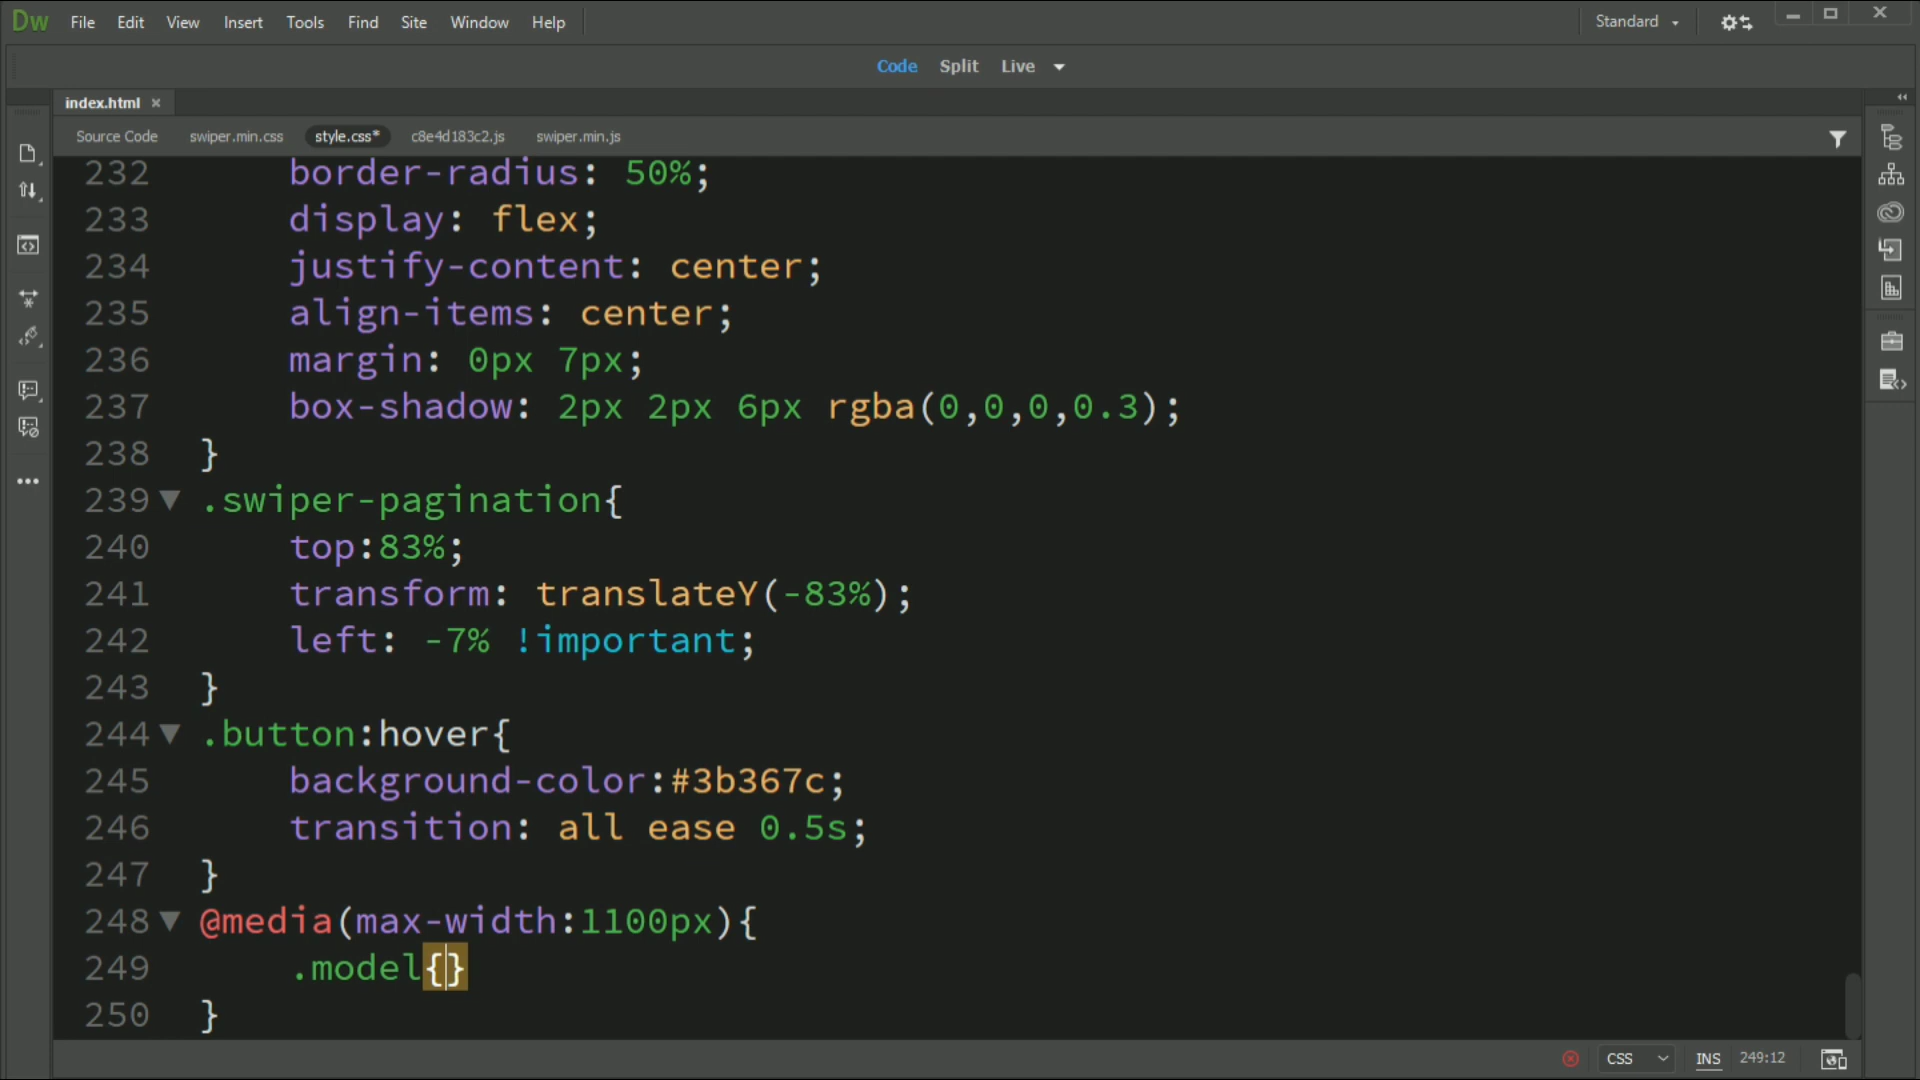 Dw File Edit View Insert Tools Find Site Window Help Standard
Code Split Live
index.html
Source Code swiper.min.css style.css* c8e4d183c2.js swiper.min.js
232 border-radius: 50%;
233 display: flex;
234 justify-content: center;
235 align-items: center;
236 margin: 0px 7px;
237 box-shadow: 2px 2px 6px rgba(0,0,0,0.3);
238 }
239 .swiper-pagination{
240 top:83%;
241 transform: translateY(-83%);
242 left: -7% !important;
243 }
244 .button:hover{
245 background-color:#3b367c;
246 transition: all ease 0.5s;
247 }
248 @media(max-width:1100px){
249 .model{}
250 }
CSS INS 249:12